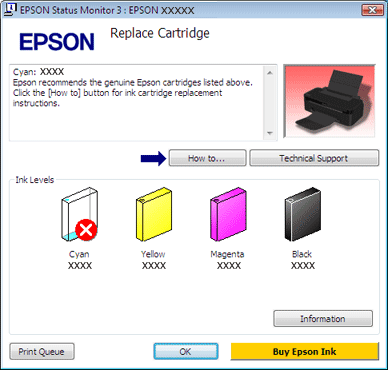 EPSON Status Monitor 3 : EPSON XXXXX
EPSON
Replace Cartridge
Cyan: XXXX
Epson recommends the genuine Epson cartridges listed above.
Click the [How to] button for ink cartridge replacement
instructions.
How to...
Technical Support
Ink Levels
Cyan Yellow Magenta Black
XXXX XXXX XXXX XXXX
Information
Print Queue
OK
Buy Epson Ink